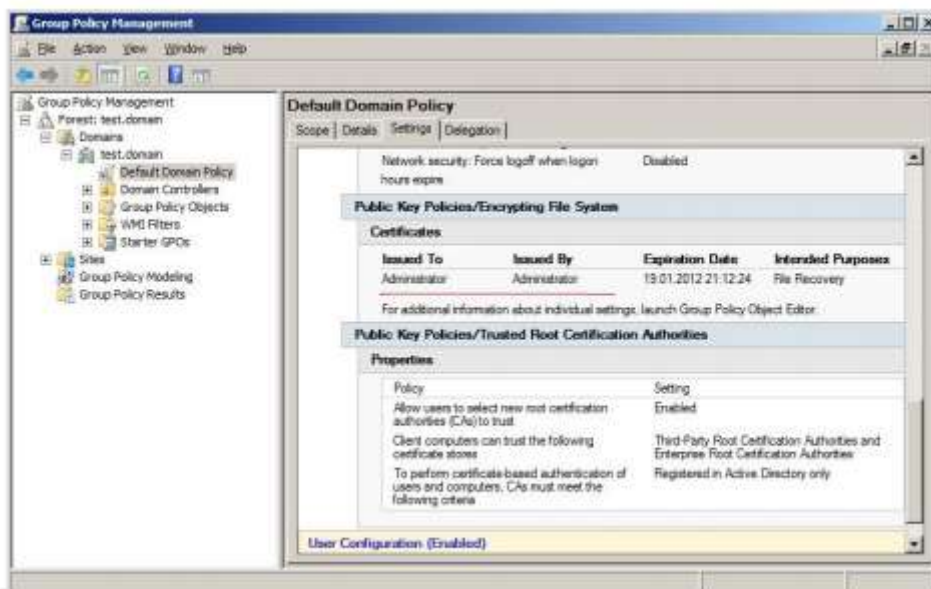 Group Policy Management
File Action View Window Help
Group Policy Management
Forest: test.domain
Domains
test.domain
Default Domain Policy
Domain Controllers
Group Policy Objects
WMI Filters
Starter GPOs
Sites
Group Policy Modeling
Group Policy Results
Default Domain Policy
Scope Details Settings Delegation
Network security: Force logoff when logon Disabled
hours expire
Public Key Policies/Encrypting File System
Certificates
Issued To Issued By Expiration Date Intended Purposes
Administrator Administrator 19.01.2012 21:12:24 File Recovery
For additional information about individual settings, launch Group Policy Object Editor.
Public Key Policies/Trusted Root Certification Authorities
Properties
Policy Setting
Allow users to select new root certification Enabled
authorities (CAs) to trust
Client computers can trust the following Third-Party Root Certification Authorities and
certificate stores Enterprise Root Certification Authorities
To perform certificate-based authentication of Registered in Active Directory only
users and computers, CAs must meet the
following criteria
User Configuration (Enabled)